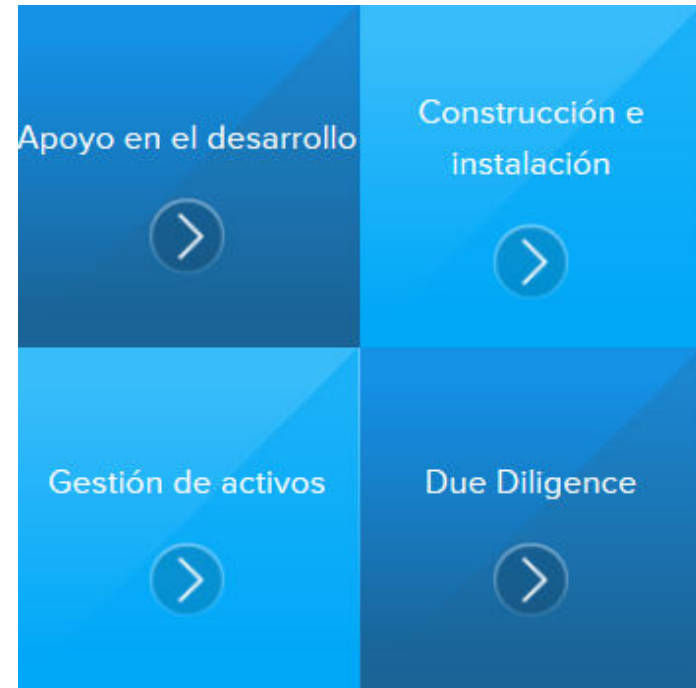 Apoyo en el desarrollo
Construcción e
instalación
Gestión de activos
Due Diligence